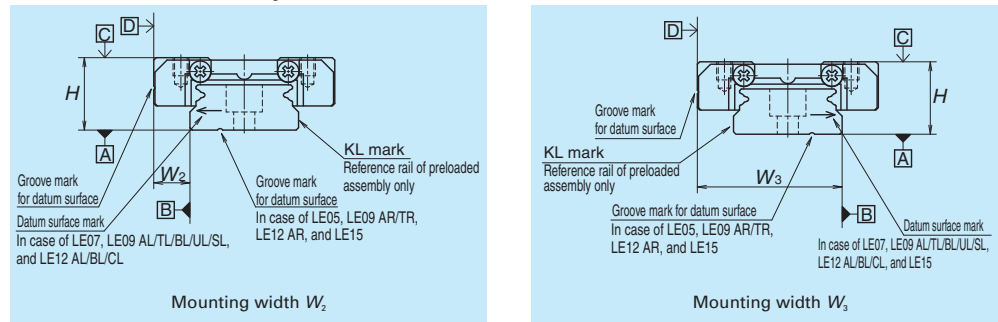 D
C
H
A
KL mark
Reference rail of preloaded
assembly only
W2
Groove mark
for datum surface
Groove mark
for datum surface
B
In case of LE05, LE09 AR/TR,
LE12 AR, and LE15
Datum surface mark
In case of LE07, LE09 AL/TL/BL/UL/SL,
and LE12 AL/BL/CL
Mounting width W2
D
C
H
Groove mark
for datum surface
A
KL mark
Reference rail of preloaded
assembly only
W3
Groove mark for datum surface
In case of LE05, LE09 AR/TR,
LE12 AR, and LE15
B
Datum surface mark
In case of LE07, LE09 AL/TL/BL/UL/SL,
LE12 AL/BL/CL, and LE15
Mounting width W3